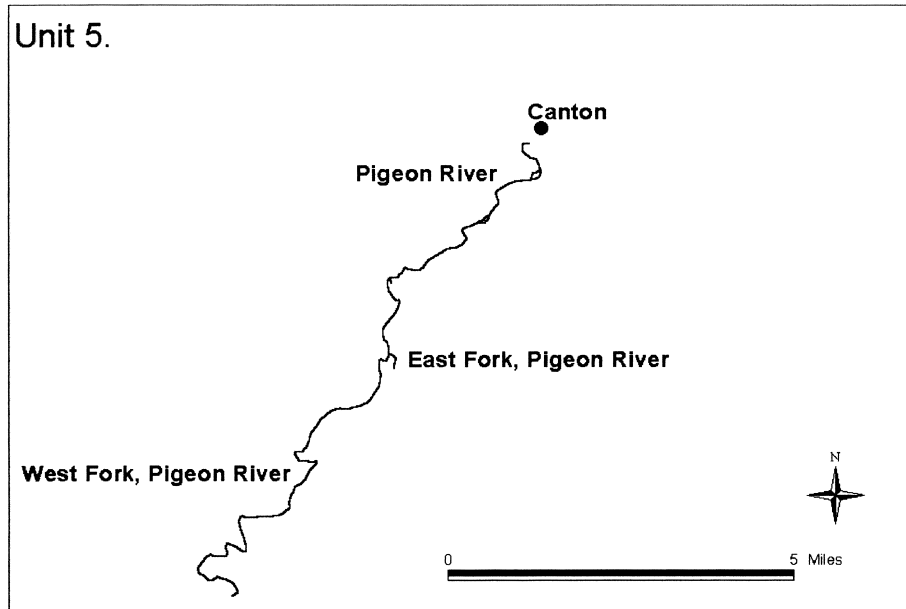 Unit 5.
Canton
Pigeon River
East Fork, Pigeon River
West Fork, Pigeon River
N
0 5 Miles